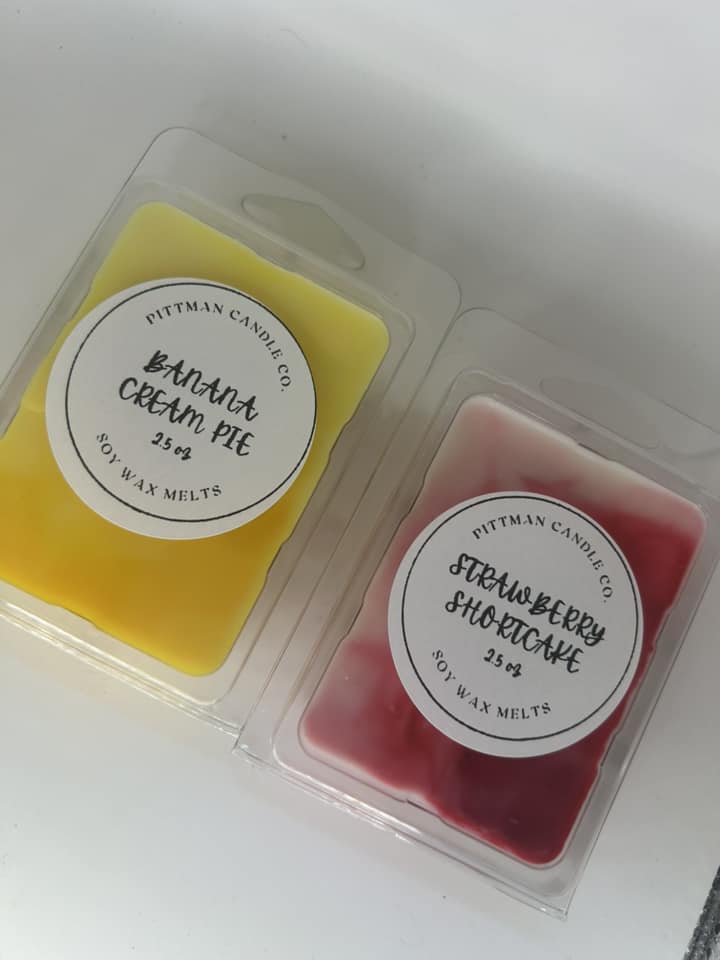 PITTMAN CANDLE CO.
BANANA
CREAM PIE
2.5 oz
SOY WAX MELTS
PITTMAN CANDLE CO.
STRAWBERRY
SHORTCAKE
2.5 oz
SOY WAX MELTS